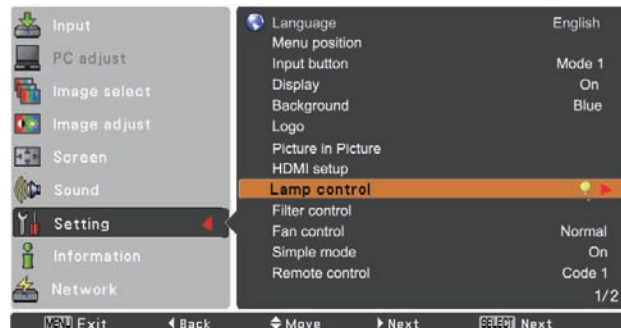 Input
PC adjust
Image select
Image adjust
Screen
Sound
Setting
Information
Network
Language English
Menu position
Input button Mode 1
Display On
Background Blue
Logo
Picture in Picture
HDMI setup
Lamp control
Filter control
Fan control Normal
Simple mode On
Remote control Code 1
1/2
MENU Exit Back Move Next SELECT Next